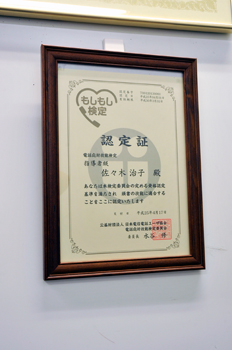 もしもし
検定
認定証
電話応対技能検定
指導者級
佐々木 治子 殿
あなたは本検定委員会の定める資格認定
基準を満たされ 頭書の技能に達する
ことをここに認定いたします
公益財団法人 日本電信電話ユーザ協会
電話応対技能検定委員会